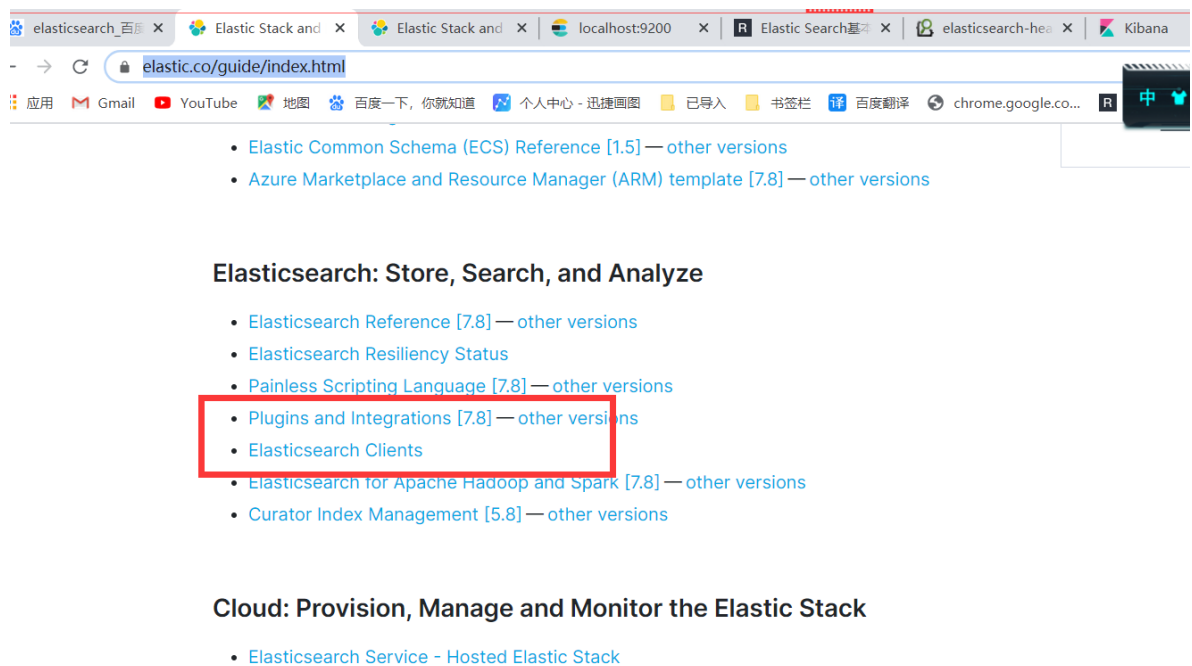 elasticsearch_百度 Elastic Stack and Elastic Stack and localhost:9200 Elastic Search基本 elasticsearch-hea Kibana
elastic.co/guide/index.html
中
应用 Gmail YouTube 地图 百度一下，你就知道 个人中心 - 迅捷画图 已导入 书签栏 译 百度翻译 chrome.google.co... R
Elastic Common Schema (ECS) Reference [1.5] — other versions
Azure Marketplace and Resource Manager (ARM) template [7.8] — other versions
Elasticsearch: Store, Search, and Analyze
Elasticsearch Reference [7.8] — other versions
Elasticsearch Resiliency Status
Painless Scripting Language [7.8] — other versions
Plugins and Integrations [7.8] — other versions
Elasticsearch Clients
Elasticsearch for Apache Hadoop and Spark [7.8] — other versions
Curator Index Management [5.8] — other versions
Cloud: Provision, Manage and Monitor the Elastic Stack
Elasticsearch Service - Hosted Elastic Stack